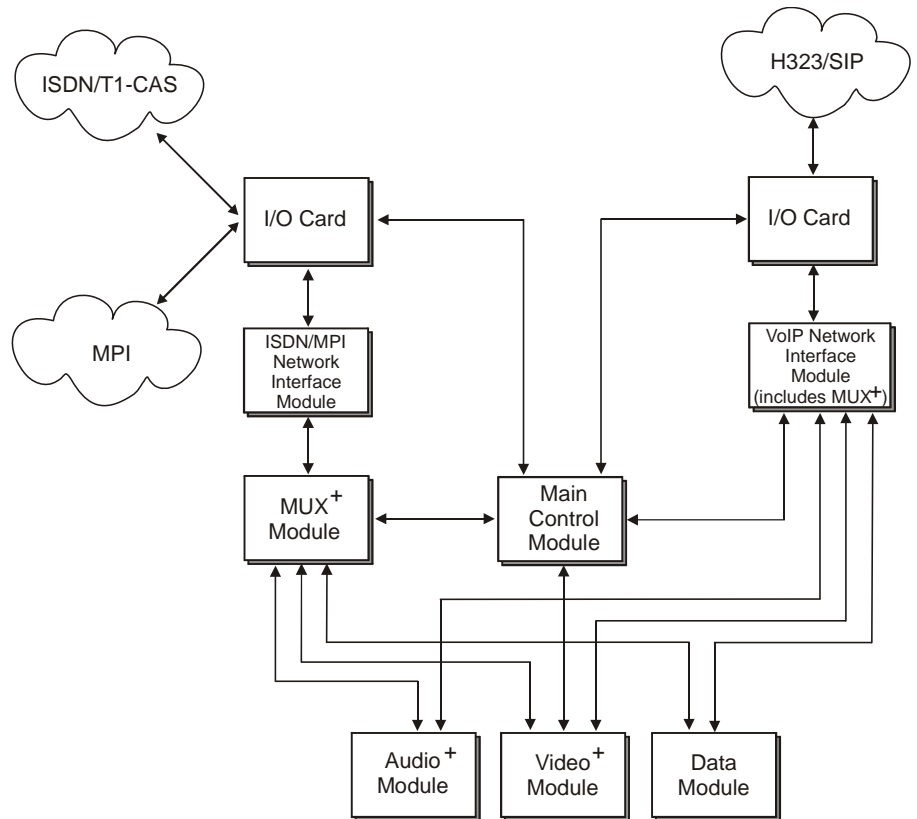 ISDN/T1-CAS
H323/SIP
I/O Card
I/O Card
MPI
ISDN/MPI
Network
Interface
Module
VoIP Network
Interface
Module
(includes MUX+)
MUX+
Module
Main
Control
Module
Audio+
Module
Video+
Module
Data
Module